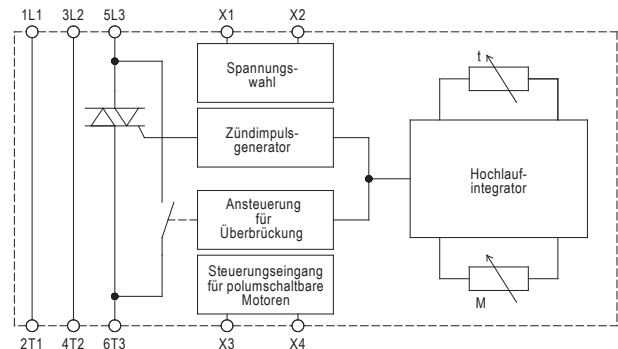 1L1 3L2 5L3 X1 X2
Spannungs-
wahl
t
Zündimpuls-
generator
Hochlauf-
integrator
Ansteuerung
für
Überbrückung
Steuerungseingang
für polumschaltbare
Motoren
M
2T1 4T2 6T3 X3 X4